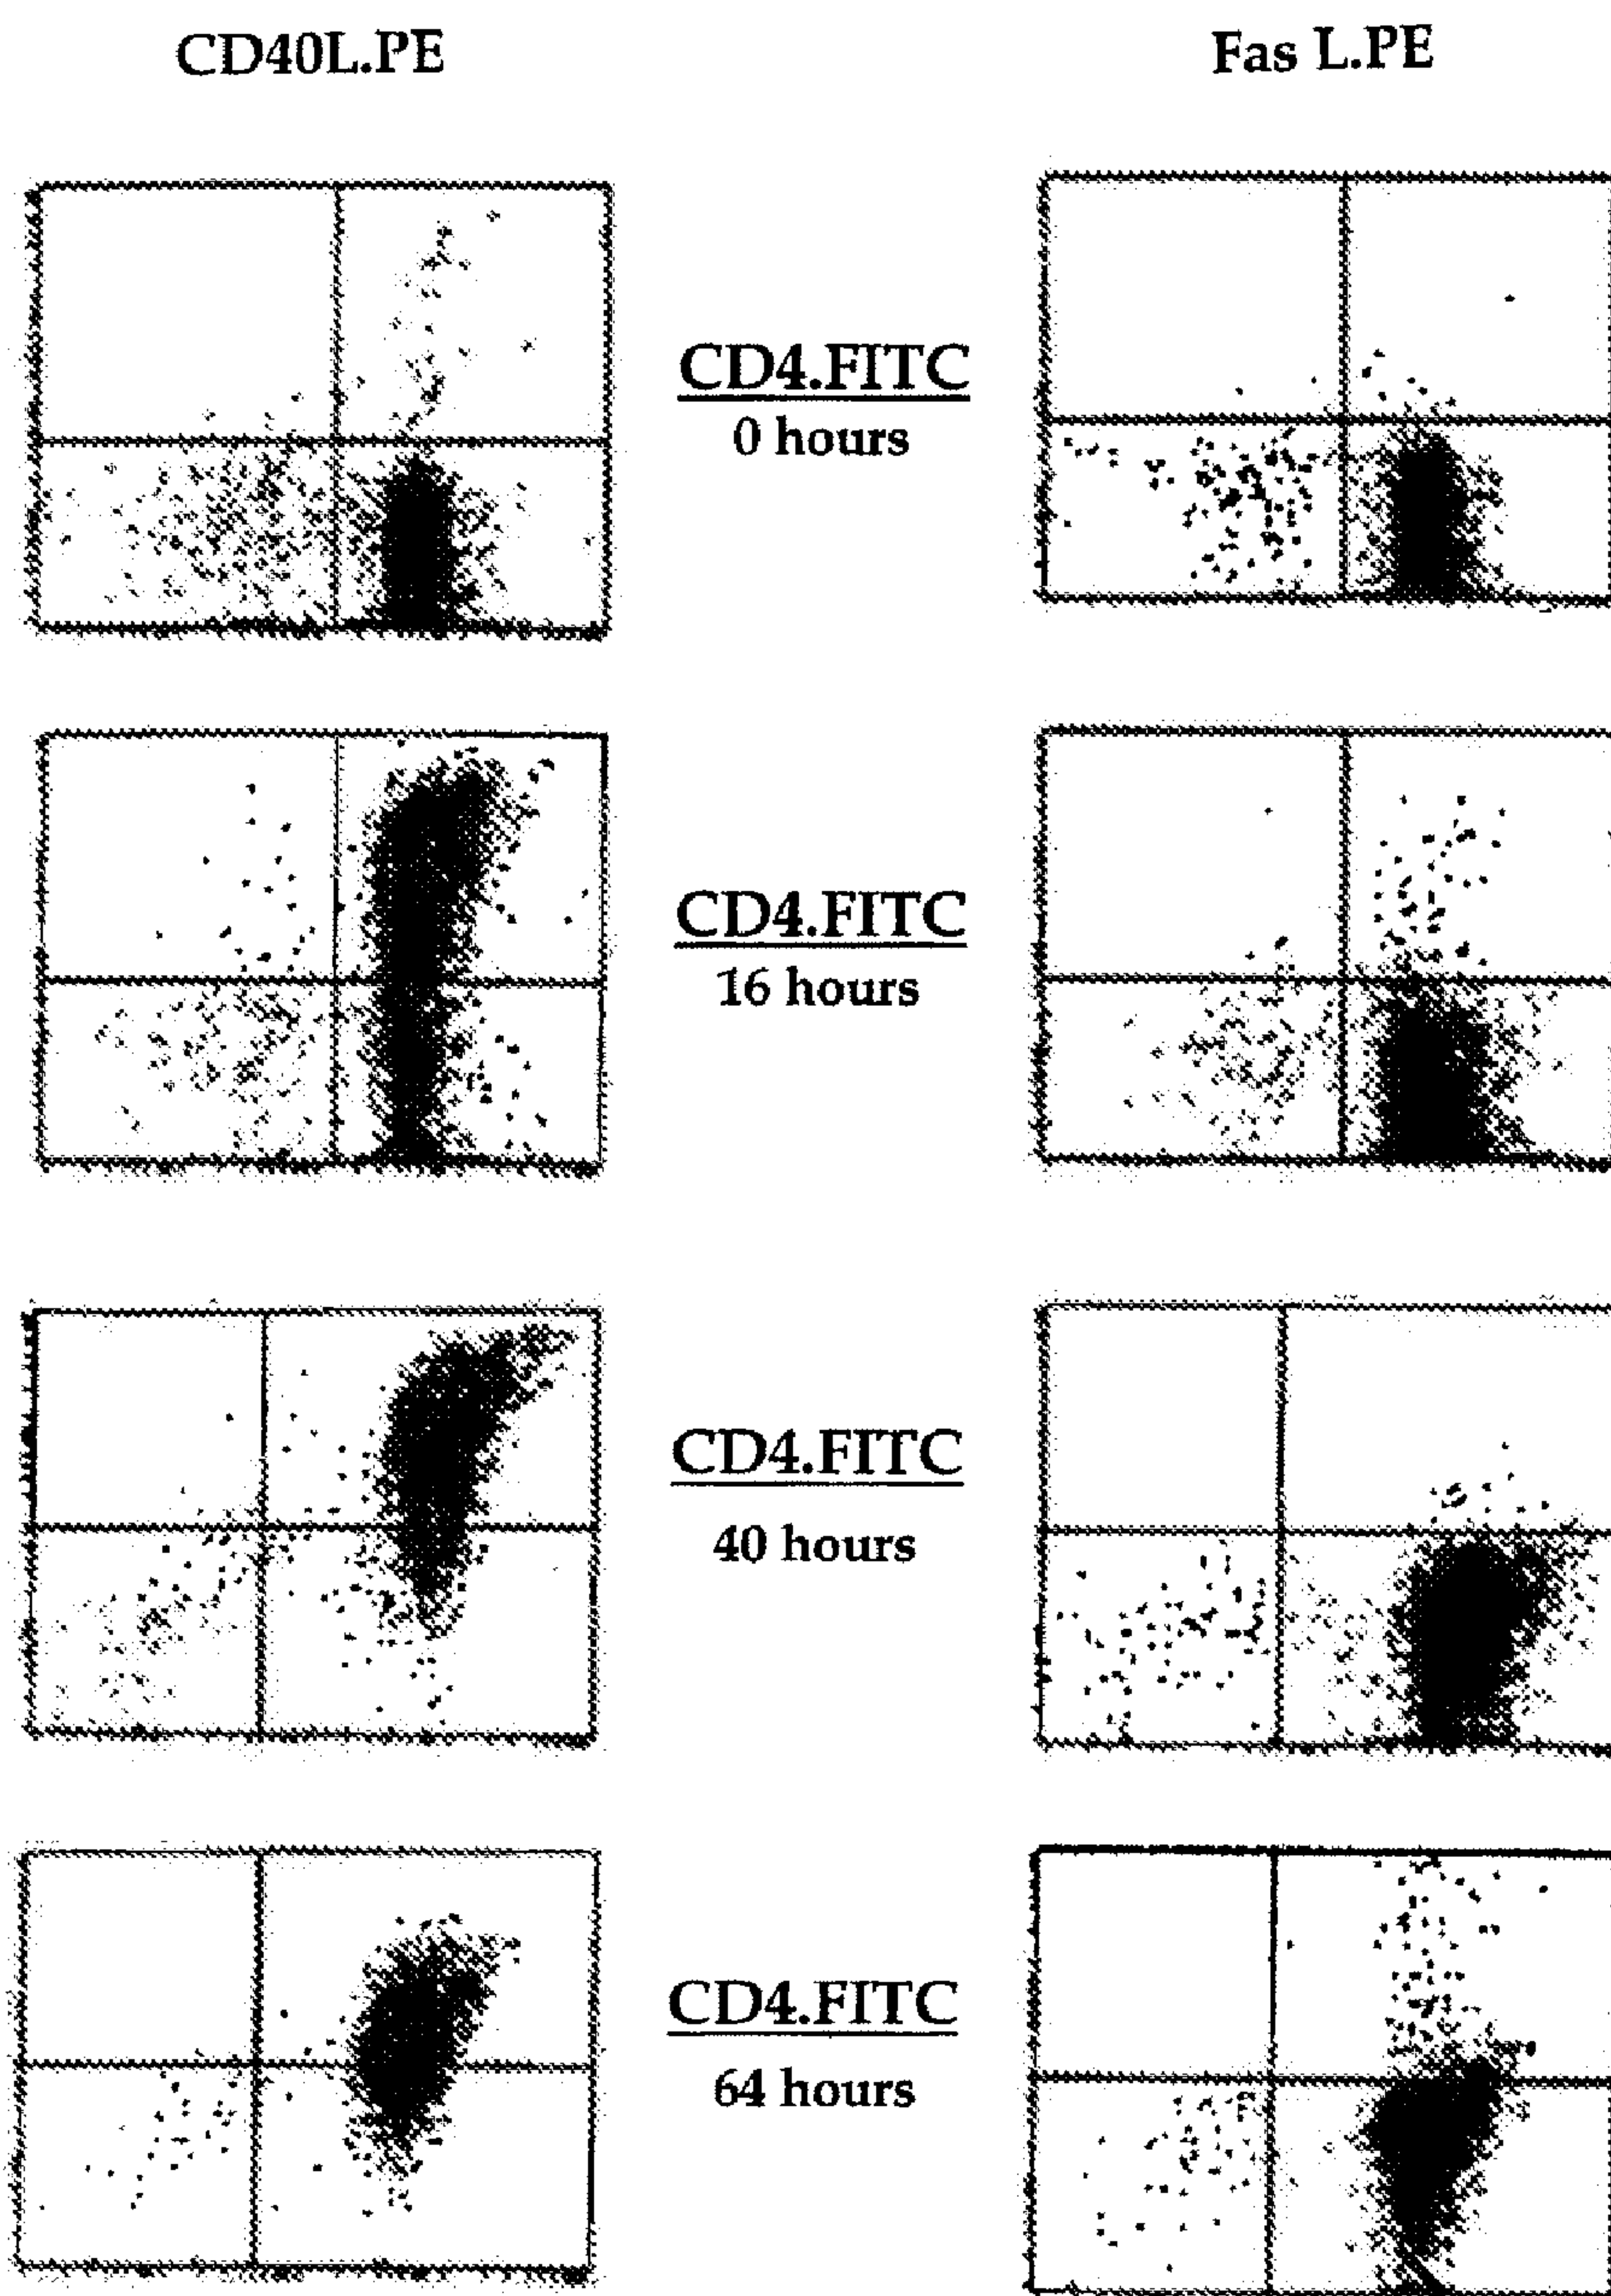 CD40L.PE
Fas L.PE
CD4.FITC
0 hours
CD4.FITC
16 hours
CD4.FITC
40 hours
CD4.FITC
64 hours